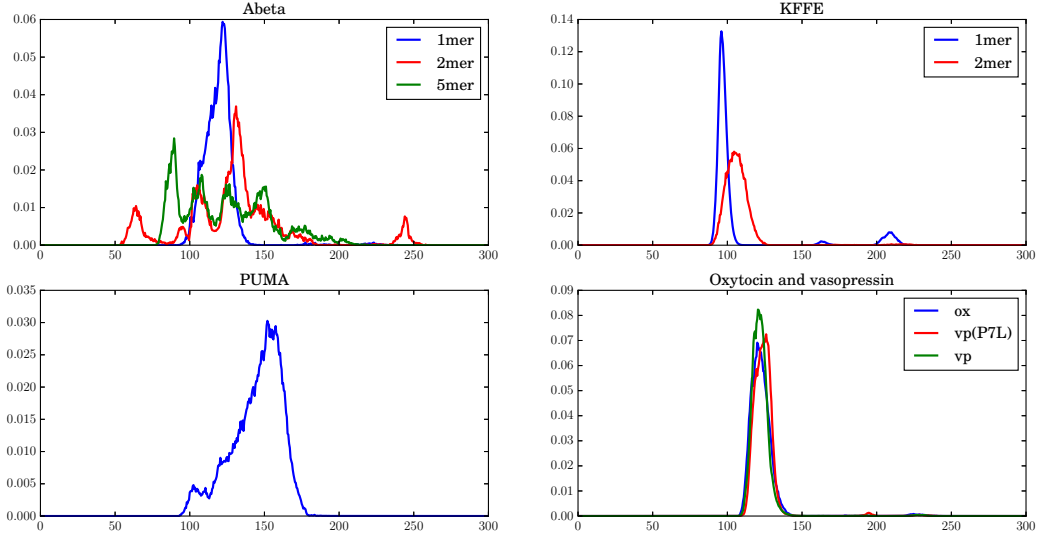 Abeta
0.06
0.05
0.04
0.03
0.02
0.01
0.00
0 50 100 150 200 250 300
1mer
2mer
5mer
KFFE
0.14
0.12
0.10
0.08
0.06
0.04
0.02
0.00
0 50 100 150 200 250 300
1mer
2mer
PUMA
0.035
0.030
0.025
0.020
0.015
0.010
0.005
0.000
0 50 100 150 200 250 300
Oxytocin and vasopressin
0.09
0.08
0.07
0.06
0.05
0.04
0.03
0.02
0.01
0.00
0 50 100 150 200 250 300
ox
vp(P7L)
vp